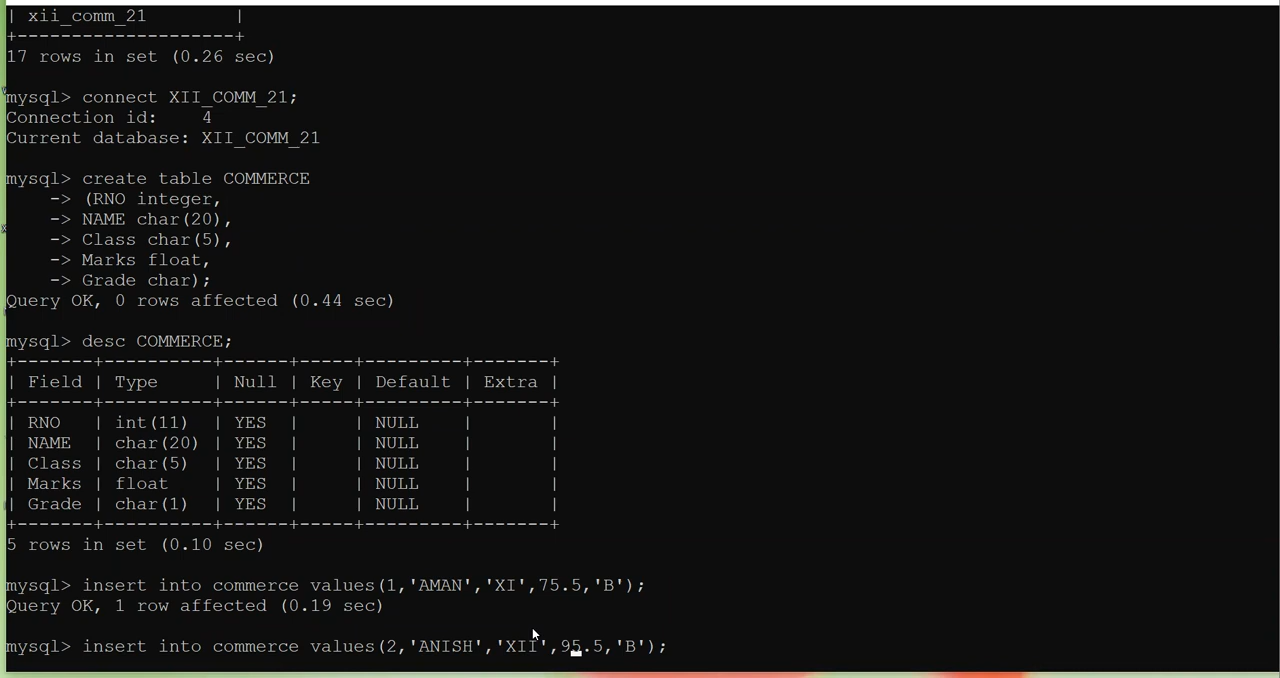 | xii_comm_21        |
+--------------------+
17 rows in set (0.26 sec)
mysql> connect XII_COMM_21;
Connection id:    4
Current database: XII_COMM_21
mysql> create table COMMERCE
    -> (RNO integer,
    -> NAME char(20),
    -> Class char(5),
    -> Marks float,
    -> Grade char);
Query OK, 0 rows affected (0.44 sec)
mysql> desc COMMERCE;
+-------+----------+------+-----+---------+-------+
| Field | Type     | Null | Key | Default | Extra |
+-------+----------+------+-----+---------+-------+
| RNO   | int(11)  | YES  |     | NULL    |       |
| NAME  | char(20) | YES  |     | NULL    |       |
| Class | char(5)  | YES  |     | NULL    |       |
| Marks | float    | YES  |     | NULL    |       |
| Grade | char(1)  | YES  |     | NULL    |       |
+-------+----------+------+-----+---------+-------+
5 rows in set (0.10 sec)
mysql> insert into commerce values(1,'AMAN','XI',75.5,'B');
Query OK, 1 row affected (0.19 sec)
mysql> insert into commerce values(2,'ANISH','XII',95.5,'B');